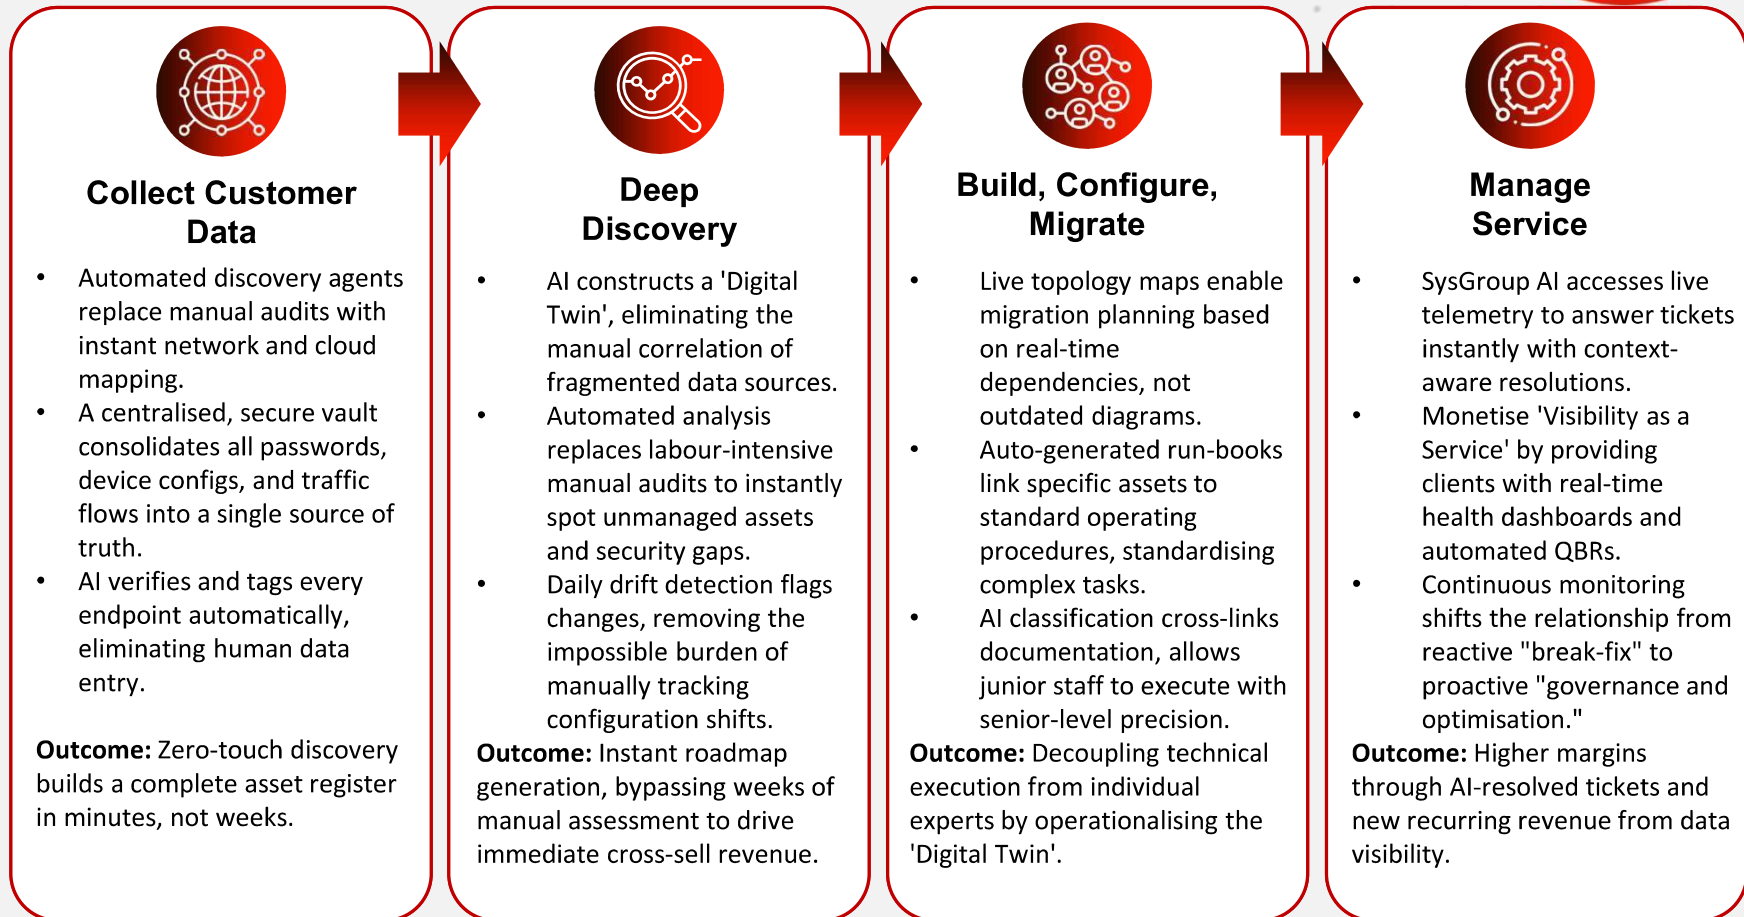 Collect Customer
Data
• Automated discovery agents
replace manual audits with
instant network and cloud
mapping.
• A centralised, secure vault
consolidates all passwords,
device configs, and traffic
flows into a single source of
truth.
• AI verifies and tags every
endpoint automatically,
eliminating human data
entry.
Outcome: Zero-touch discovery
builds a complete asset register
in minutes, not weeks.
Deep
Discovery
• AI constructs a 'Digital
Twin', eliminating the
manual correlation of
fragmented data sources.
• Automated analysis
replaces labour-intensive
manual audits to instantly
spot unmanaged assets
and security gaps.
• Daily drift detection flags
changes, removing the
impossible burden of
manually tracking
configuration shifts.
Outcome: Instant roadmap
generation, bypassing weeks of
manual assessment to drive
immediate cross-sell revenue.
Build, Configure,
Migrate
• Live topology maps enable
migration planning based
on real-time
dependencies, not
outdated diagrams.
• Auto-generated run-books
link specific assets to
standard operating
procedures, standardising
complex tasks.
• AI classification cross-links
documentation, allows
junior staff to execute with
senior-level precision.
Outcome: Decoupling technical
execution from individual
experts by operationalising the
'Digital Twin'.
Manage
Service
• SysGroup AI accesses live
telemetry to answer tickets
instantly with context-
aware resolutions.
• Monetise 'Visibility as a
Service' by providing
clients with real-time
health dashboards and
automated QBRs.
• Continuous monitoring
shifts the relationship from
reactive "break-fix" to
proactive "governance and
optimisation."
Outcome: Higher margins
through AI-resolved tickets and
new recurring revenue from data
visibility.